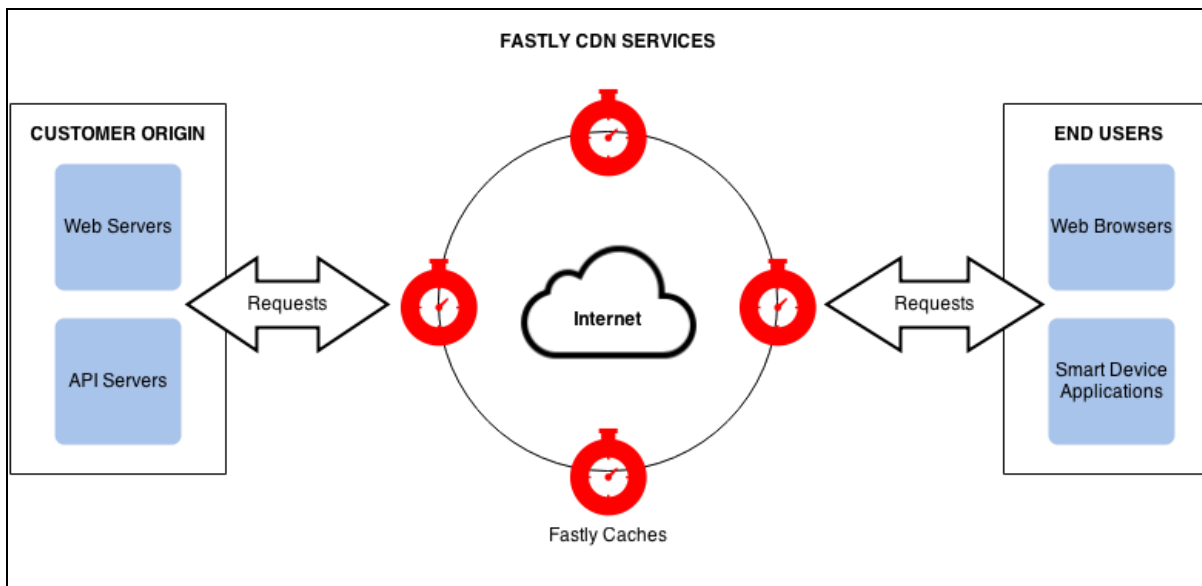 FASTLY CDN SERVICES
CUSTOMER ORIGIN
Web Servers
API Servers
Requests
Internet
Fastly Caches
Requests
END USERS
Web Browsers
Smart Device
Applications